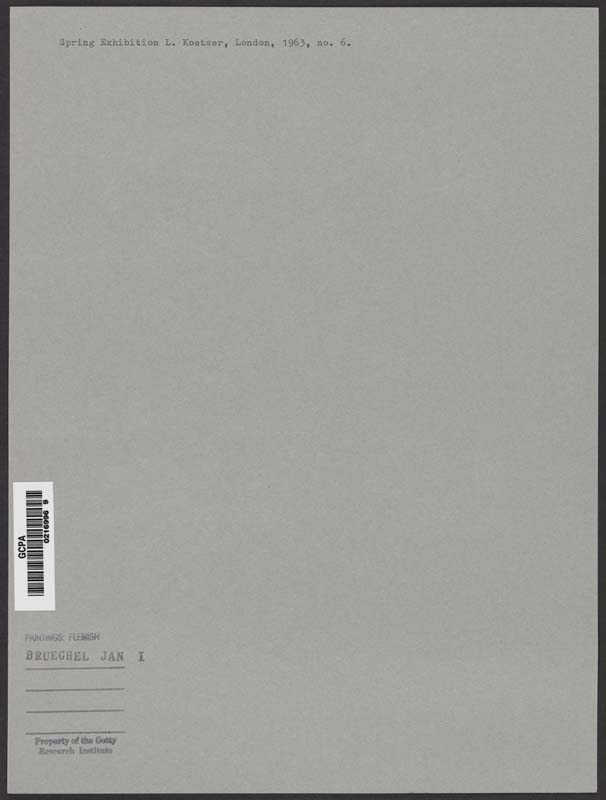 Spring Exhibition L. Koetser, London, 1963, no. 6.
GCPA
0216996 9
PAINTINGS: FLEMISH
BRUEGHEL JAN I
Property of the Getty
Research Institute